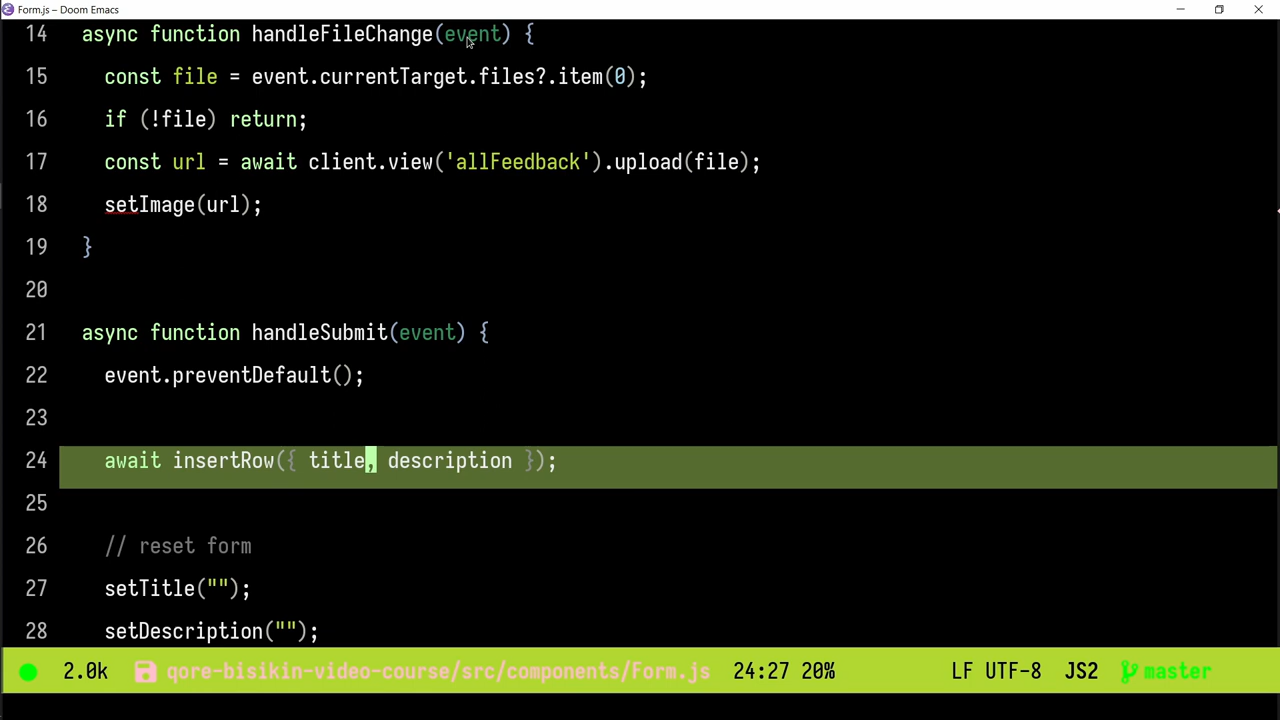 Form.js – Doom Emacs
14 async function handleFileChange(event) {
15 const file = event.currentTarget.files?.item(0);
16 if (!file) return;
17 const url = await client.view('allFeedback').upload(file);
18 setImage(url);
19 }
20
21 async function handleSubmit(event) {
22 event.preventDefault();
23
24 await insertRow({ title, description });
25
26 // reset form
27 setTitle("");
28 setDescription("");
2.0k qore-bisikin-video-course/src/components/Form.js 24:27 20% LF UTF-8 JS2 master